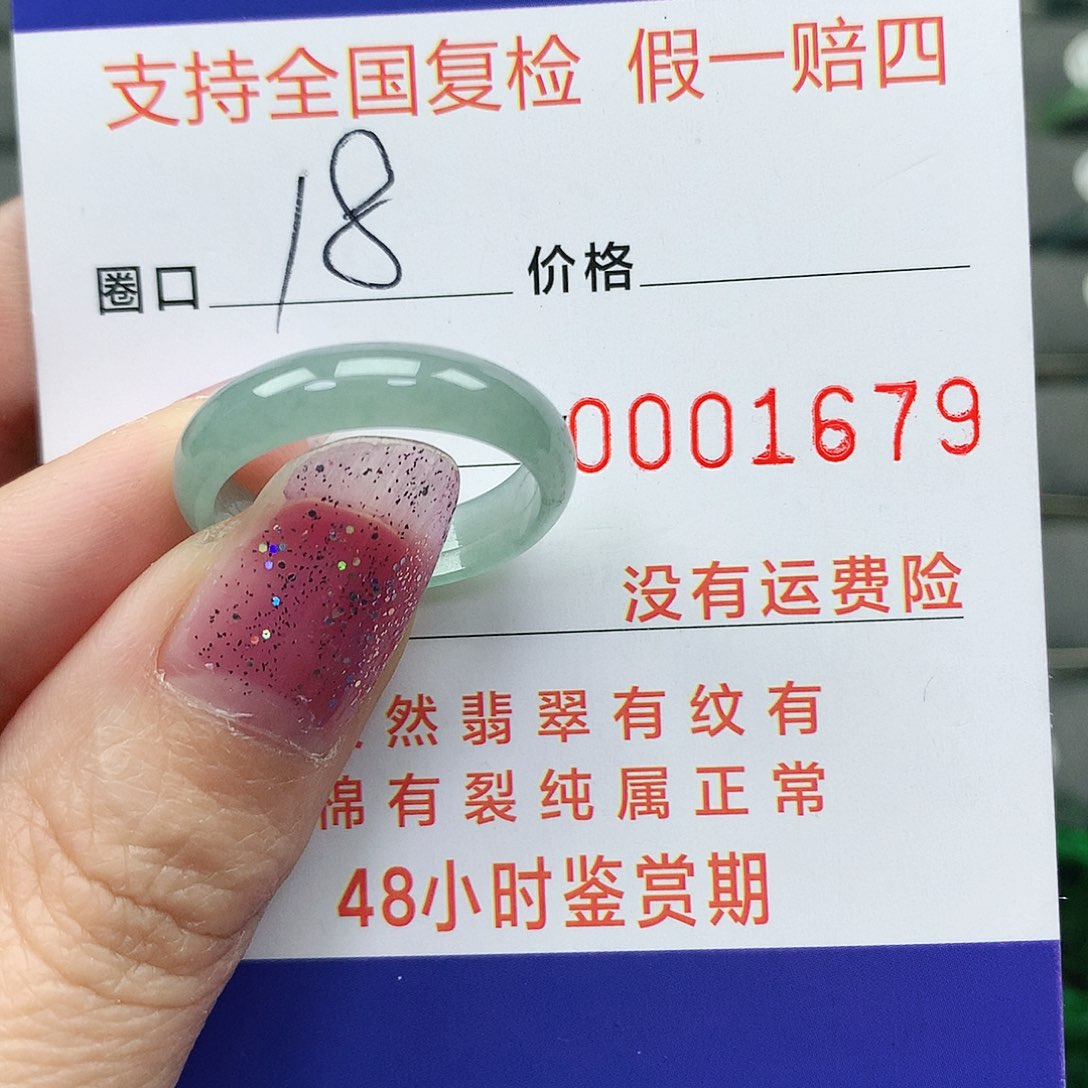 支持全国复检 假一赔四
圈口 18 价格
0001679
没有运费险
然翡翠有纹有
棉有裂纯属正常
48小时鉴赏期